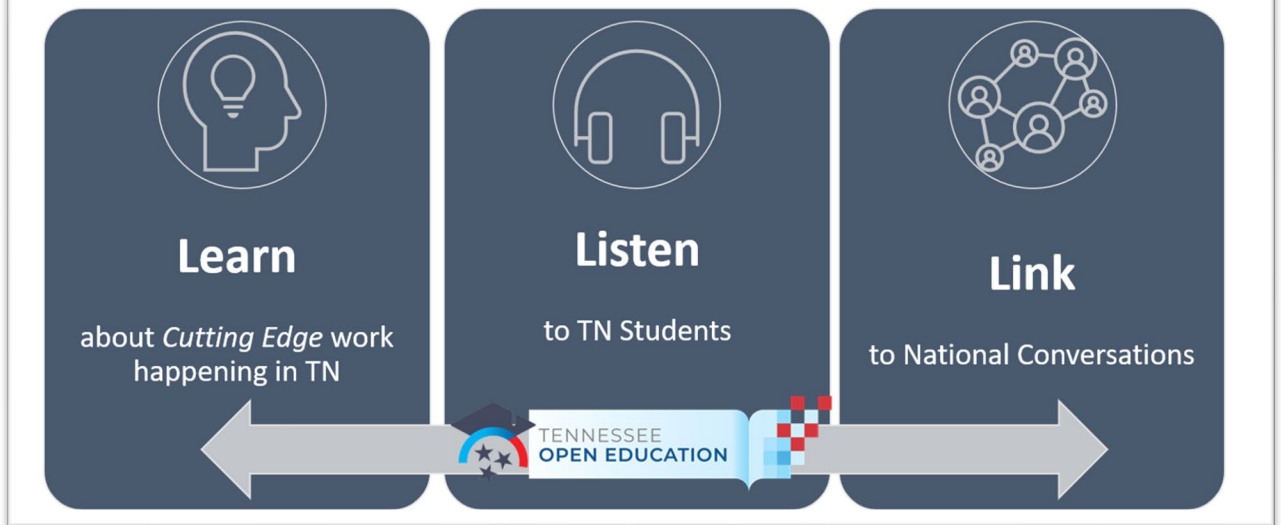 Learn
about Cutting Edge work
happening in TN
Listen
to TN Students
Link
to National Conversations
TENNESSEE
OPEN EDUCATION